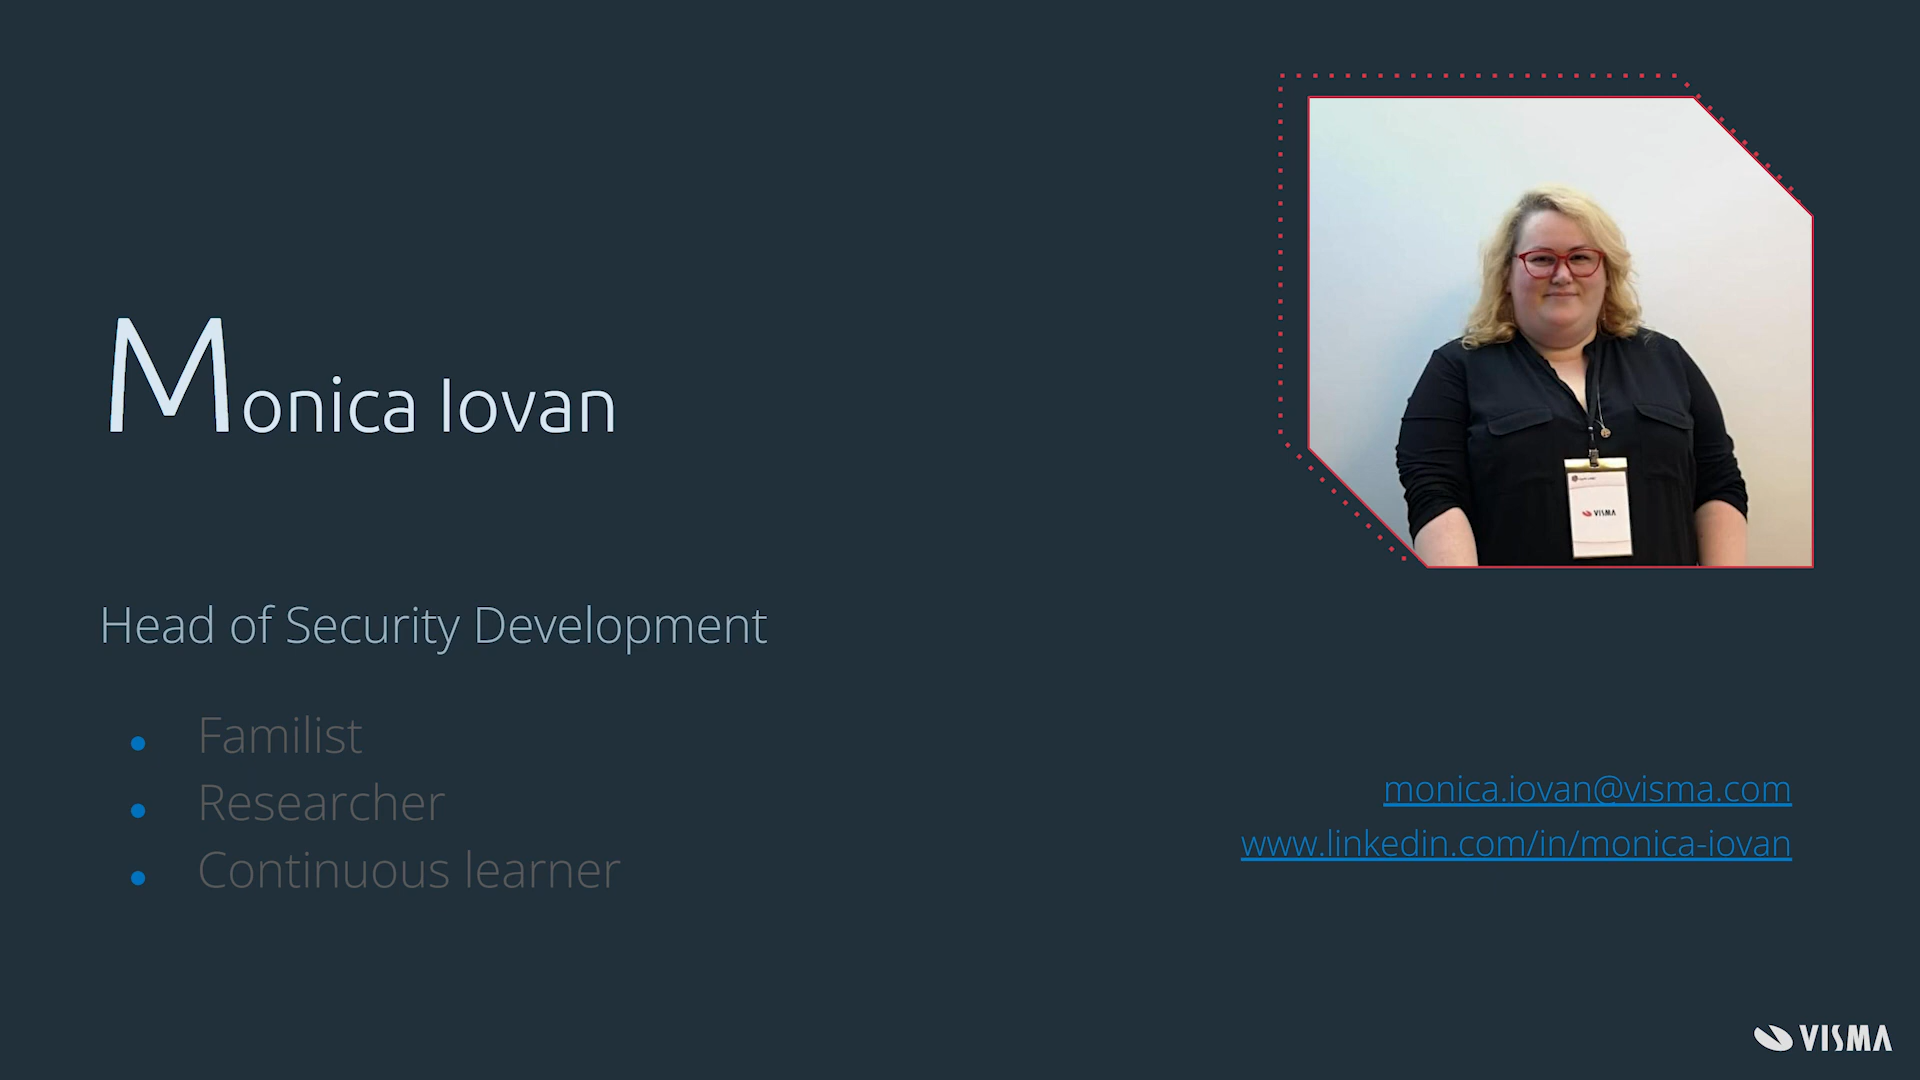 Monica Iovan
Head of Security Development
Familist
Researcher
Continuous learner
VISMA
monica.iovan@visma.com
www.linkedin.com/in/monica-iovan
VISMA